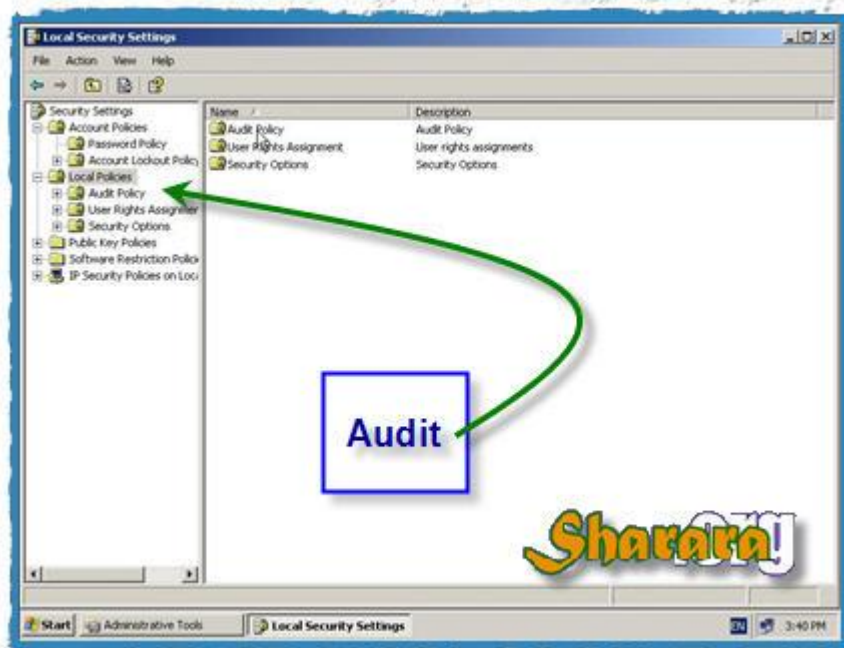 Local Security Settings
File Action View Help
Security Settings
Account Policies
Password Policy
Account Lockout Policy
Local Policies
Audit Policy
User Rights Assignmer
Security Options
Public Key Policies
Software Restriction Policie
IP Security Policies on Loca
Name Description
Audit Policy Audit Policy
User Rights Assignment User rights assignments
Security Options Security Options
Audit
Sharara
.org
Start Administrative Tools Local Security Settings EN 3:40 PM